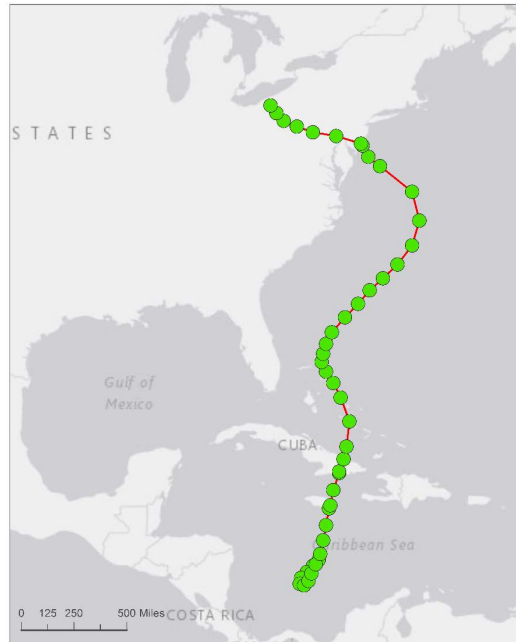 STATES
Gulf of
Mexico
CUBA
Caribbean Sea
0 125 250 500 Miles
COSTA RICA